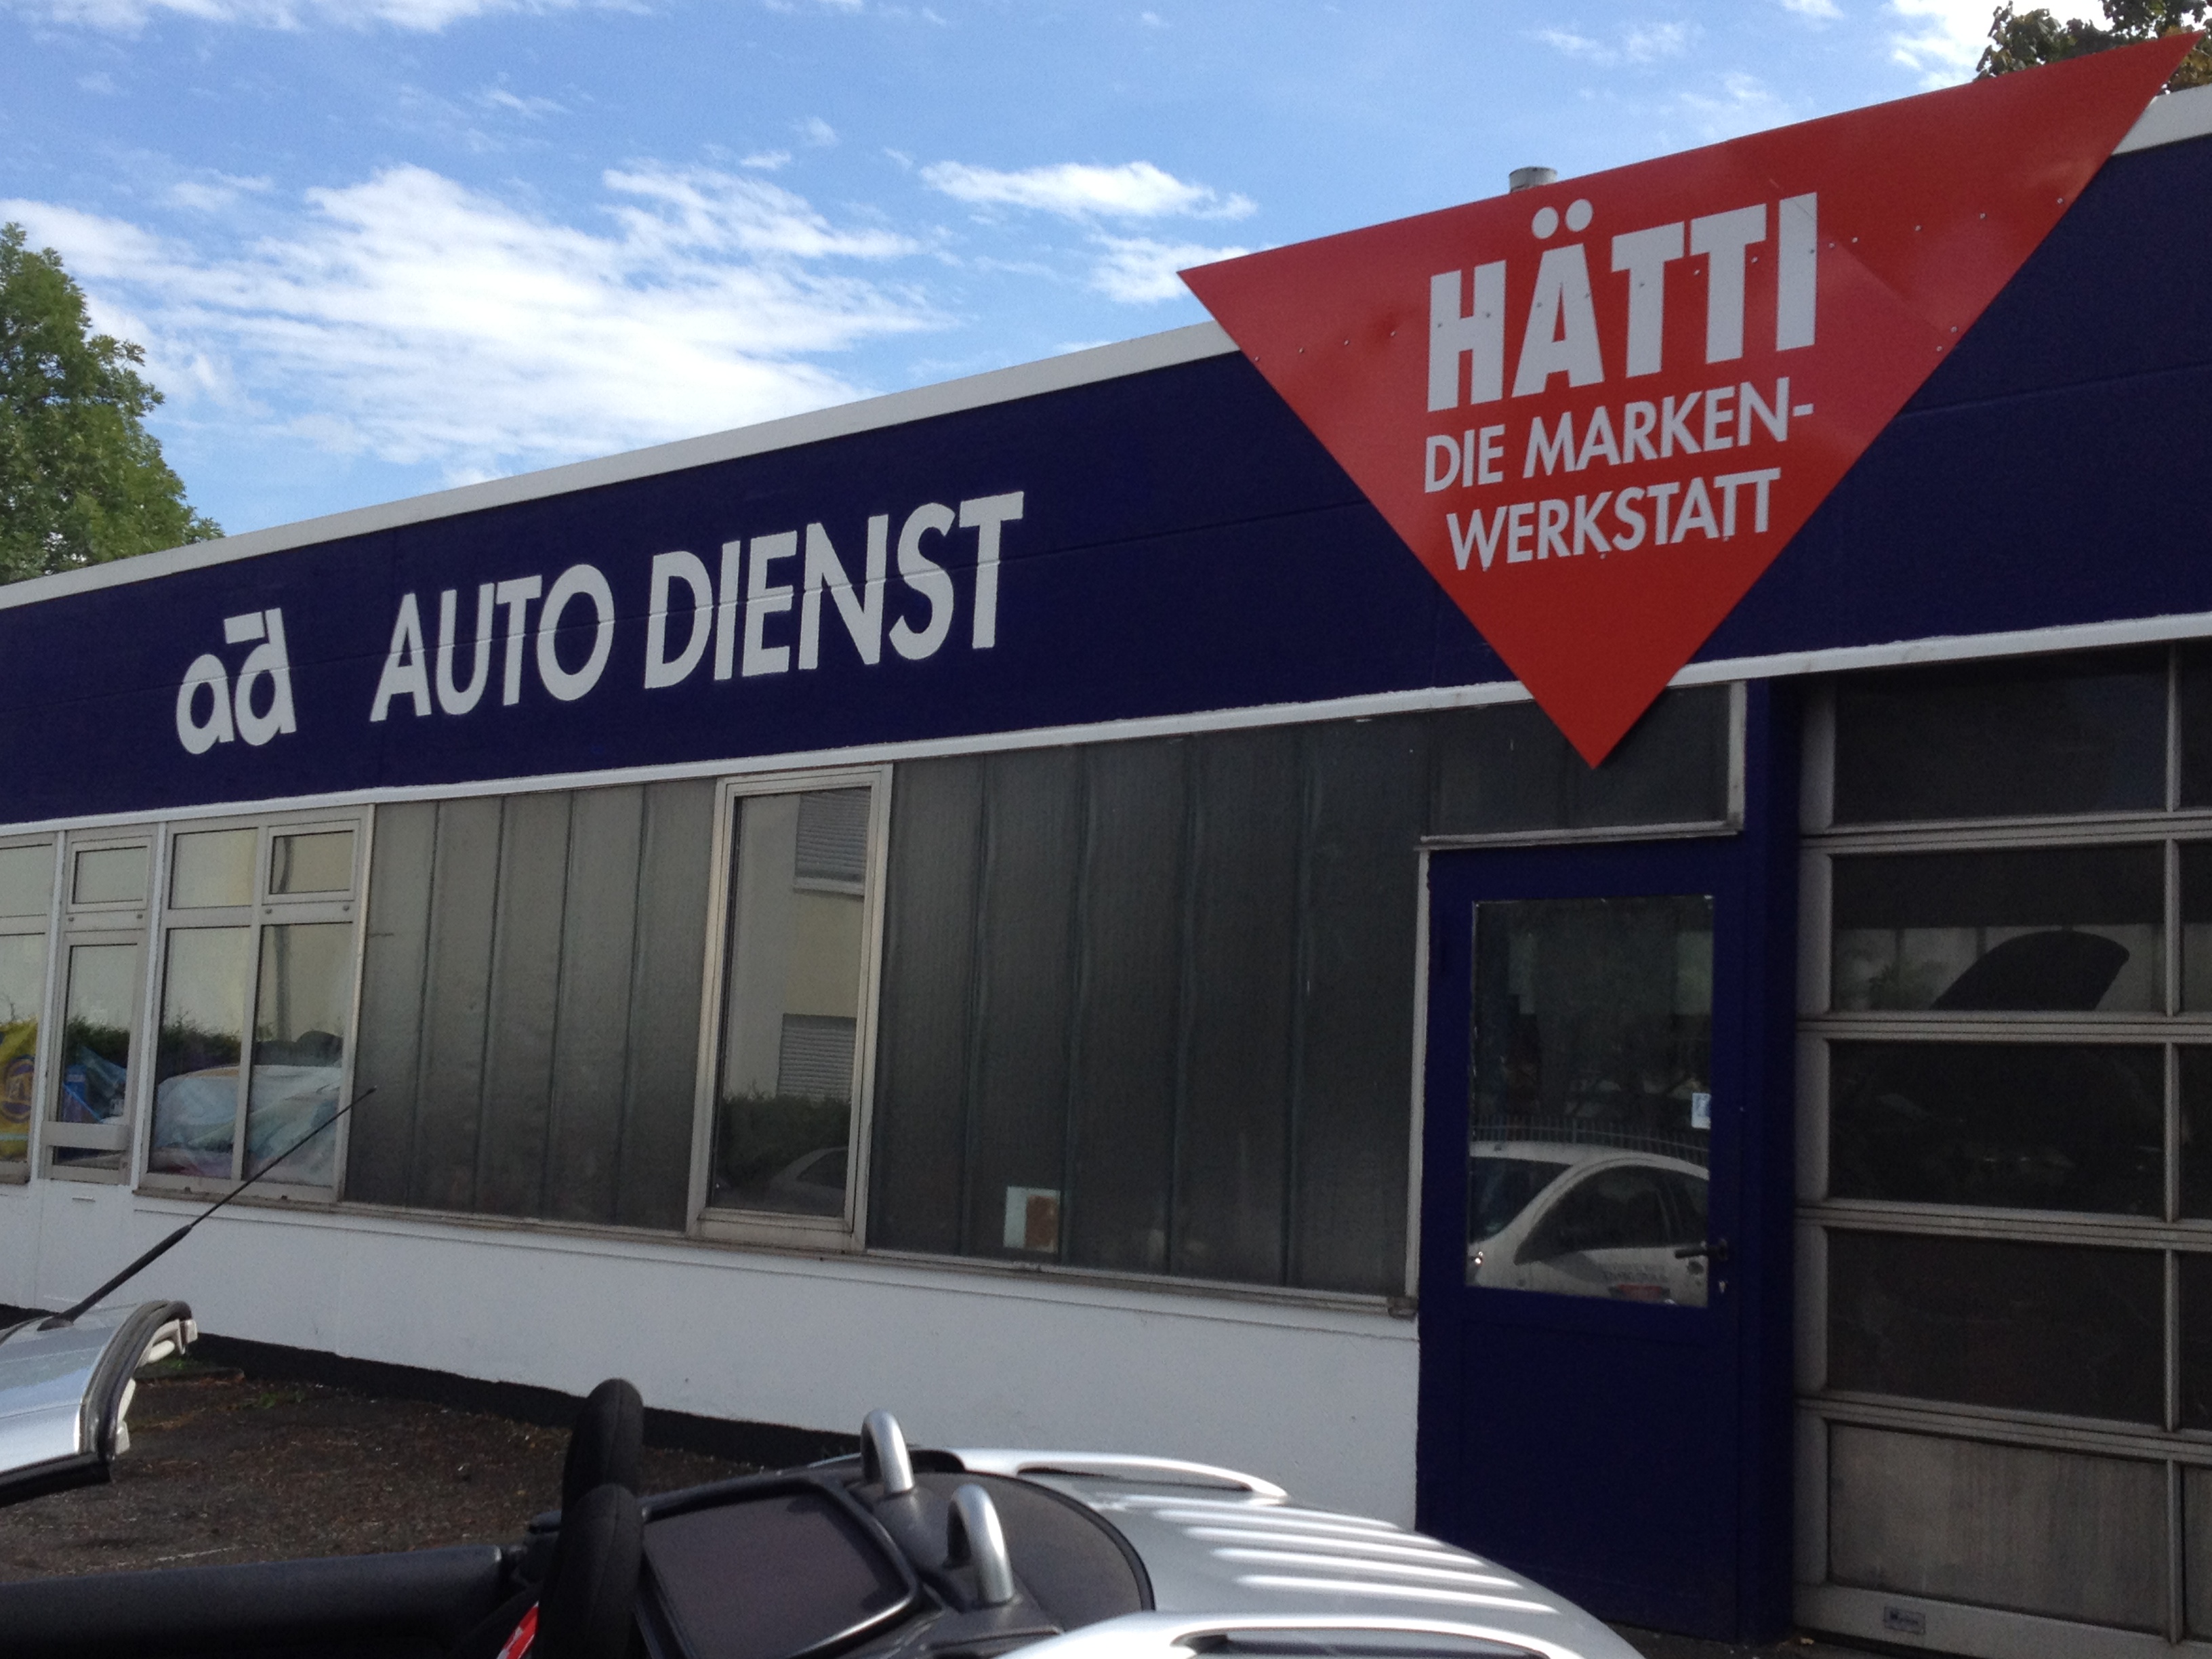 ad AUTO DIENST
HÄTTI
DIE MARKEN-
WERKSTATT